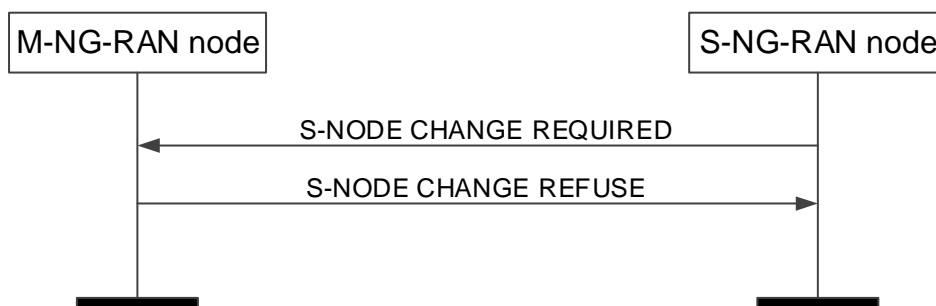 M-NG-RAN node
S-NG-RAN node
S-NODE CHANGE REQUIRED
S-NODE CHANGE REFUSE